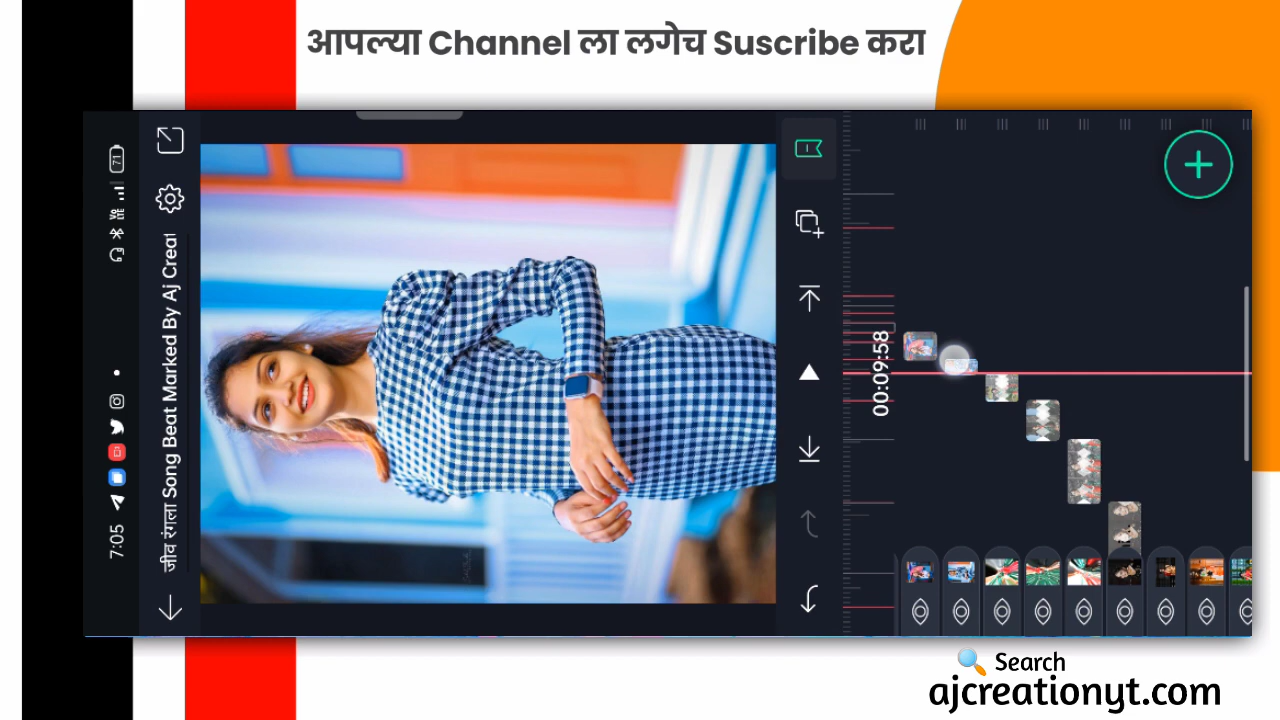 आपल्या Channel ला लगेच Suscribe करा
7:05
71
जीव रंगला Song Beat Marked By Aj Creat
00:09:58
Search
ajcreationyt.com